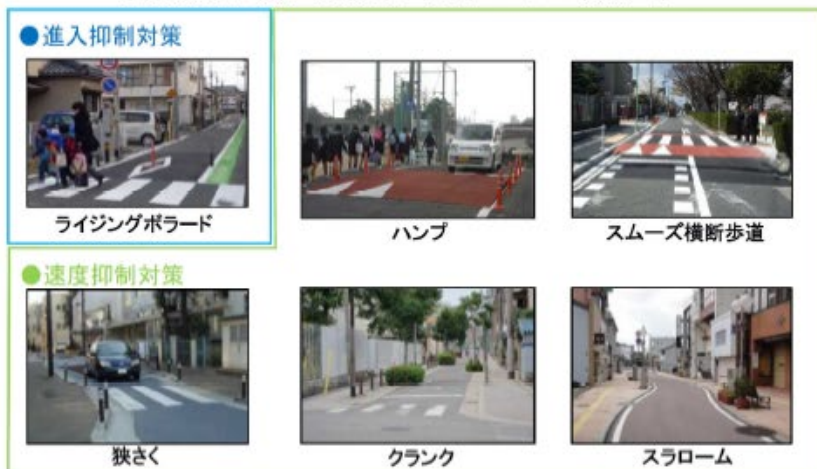 ●進入抑制対策
ライジングボラード
ハンプ
スムーズ横断歩道
●速度抑制対策
狭さく
クランク
スラローム